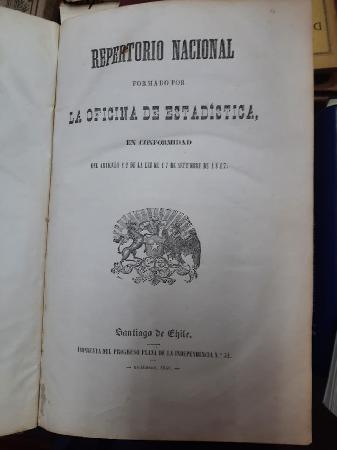 REPERTORIO NACIONAL
FORMADO POR
LA OFICINA DE ESTADÍSTICA,
EN CONFORMIDAD
DEL ARTICULO 12 DE LA LEI DE 17 DE SETIEMBRE DE 1847.
Santiago de Chile.
IMPRENTA DEL PROGRESO PLAZA DE LA INDEPENDENCIA N.º 32.